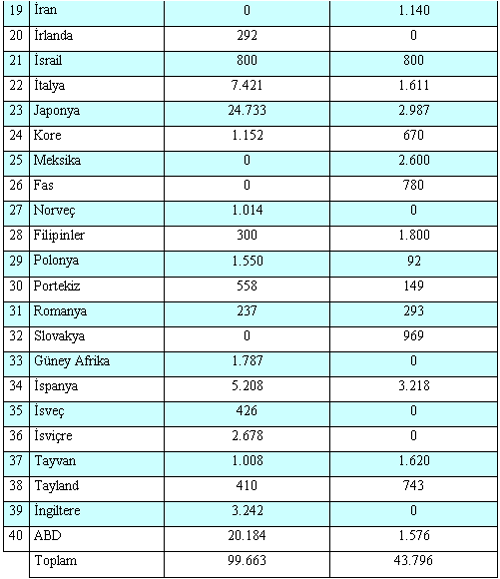 19 İran 0 1.140
20 İrlanda 292 0
21 İsrail 800 800
22 İtalya 7.421 1.611
23 Japonya 24.733 2.987
24 Kore 1.152 670
25 Meksika 0 2.600
26 Fas 0 780
27 Norveç 1.014 0
28 Filipinler 300 1.800
29 Polonya 1.550 92
30 Portekiz 558 149
31 Romanya 237 293
32 Slovakya 0 969
33 Güney Afrika 1.787 0
34 İspanya 5.208 3.218
35 İsveç 426 0
36 İsviçre 2.678 0
37 Tayvan 1.008 1.620
38 Tayland 410 743
39 İngiltere 3.242 0
40 ABD 20.184 1.576
Toplam 99.663 43.796